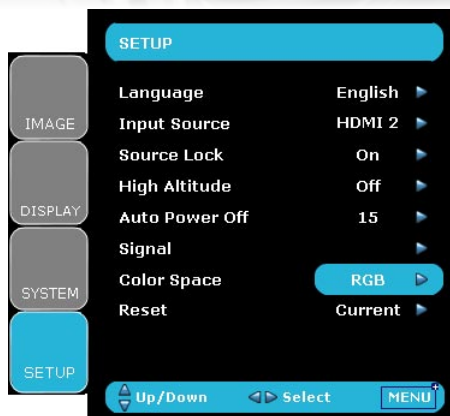 SETUP
Language English
Input Source HDMI 2
Source Lock On
High Altitude Off
Auto Power Off 15
Signal
Color Space RGB
Reset Current
IMAGE
DISPLAY
SYSTEM
SETUP
Up/Down Select MENU